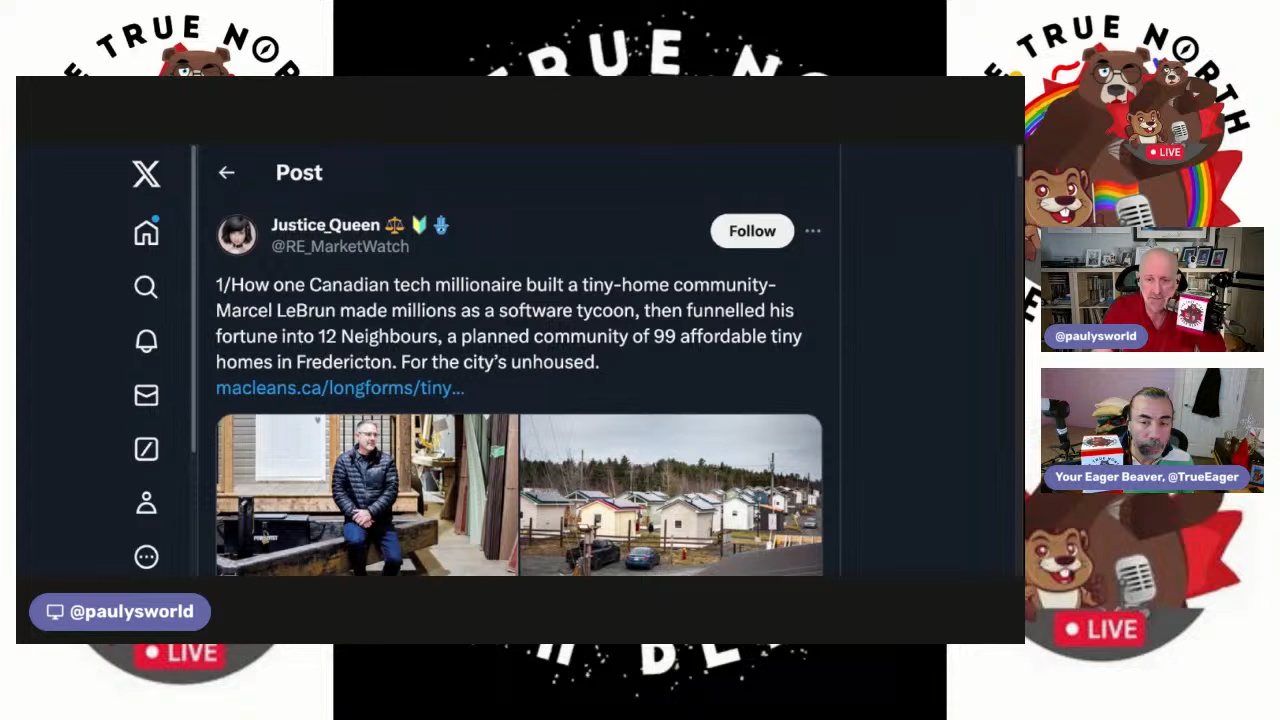 TRUE NO
TRUE N
TRUE NORTH
LIVE
Post
Justice_Queen
@RE_MarketWatch
Follow
1/How one Canadian tech millionaire built a tiny-home community-
Marcel LeBrun made millions as a software tycoon, then funnelled his
fortune into 12 Neighbours, a planned community of 99 affordable tiny
homes in Fredericton. For the city's unhoused.
macleans.ca/longforms/tiny...
@paulysworld
Your Eager Beaver, @TrueEager
@paulysworld
LIVE
LIVE